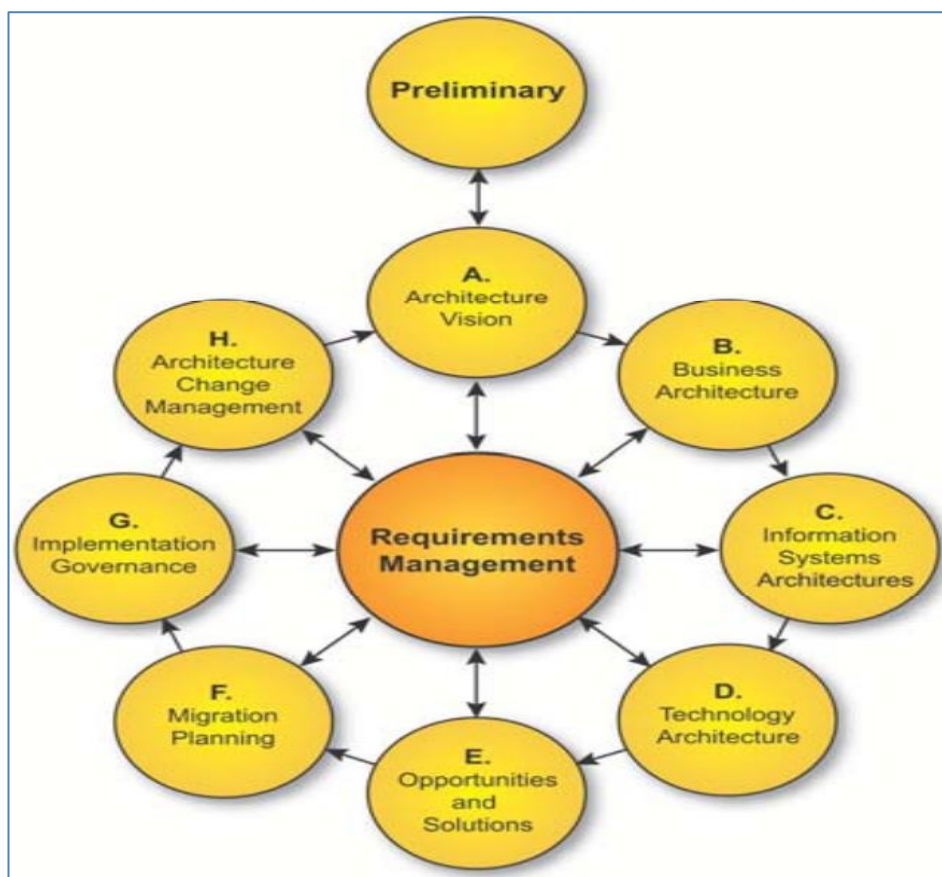 Preliminary
A.
Architecture
Vision
B.
Business
Architecture
C.
Information
Systems
Architectures
D.
Technology
Architecture
E.
Opportunities
and
Solutions
F.
Migration
Planning
G.
Implementation
Governance
H.
Architecture
Change
Management
Requirements
Management